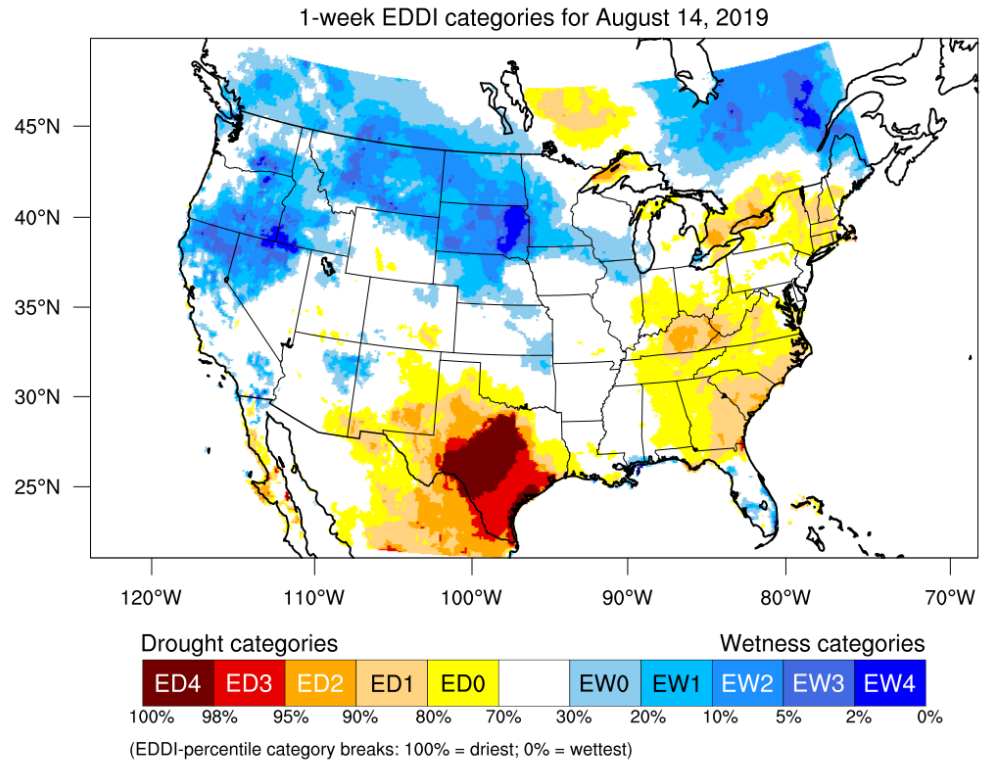 1-week EDDI categories for August 14, 2019
45°N
40°N
35°N
30°N
25°N
120°W 110°W 100°W 90°W 80°W 70°W
Drought categories Wetness categories
ED4 ED3 ED2 ED1 ED0 EW0 EW1 EW2 EW3 EW4
100% 98% 95% 90% 80% 70% 30% 20% 10% 5% 2% 0%
(EDDI-percentile category breaks: 100% = driest; 0% = wettest)